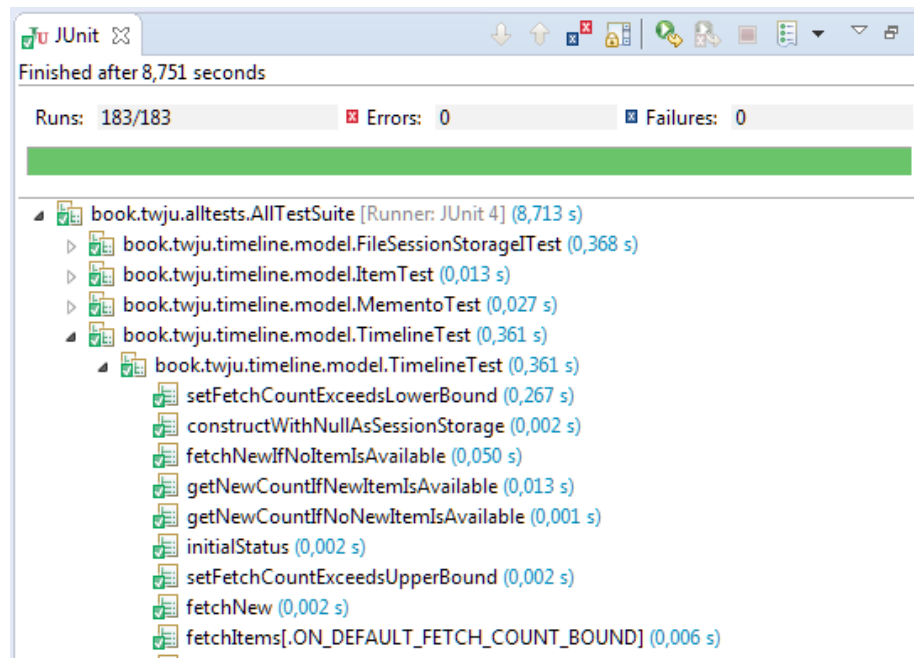 JUnit
Finished after 8,751 seconds
Runs: 183/183 Errors: 0 Failures: 0
book.twju.alltests.AllTestSuite [Runner: JUnit 4] (8,713 s)
book.twju.timeline.model.FileSessionStorageITest (0,368 s)
book.twju.timeline.model.ItemTest (0,013 s)
book.twju.timeline.model.MementoTest (0,027 s)
book.twju.timeline.model.TimelineTest (0,361 s)
book.twju.timeline.model.TimelineTest (0,361 s)
setFetchCountExceedsLowerBound (0,267 s)
constructWithNullAsSessionStorage (0,002 s)
fetchNewIfNoItemIsAvailable (0,050 s)
getNewCountIfNewItemIsAvailable (0,013 s)
getNewCountIfNoNewItemIsAvailable (0,001 s)
initialStatus (0,002 s)
setFetchCountExceedsUpperBound (0,002 s)
fetchNew (0,002 s)
fetchItems[.ON_DEFAULT_FETCH_COUNT_BOUND] (0,006 s)